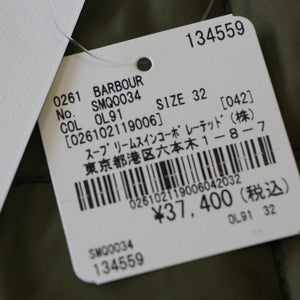 134559
0261 BARBOUR
No. SMQ0034
COL OL91 SIZE 32 [042]
[026102119006]
スープリームスインコーポレーテッド(株)
東京都港区六本木1-8-7
026102119006042032
¥37,400(税込)
OL91 32
SMQ0034
134559